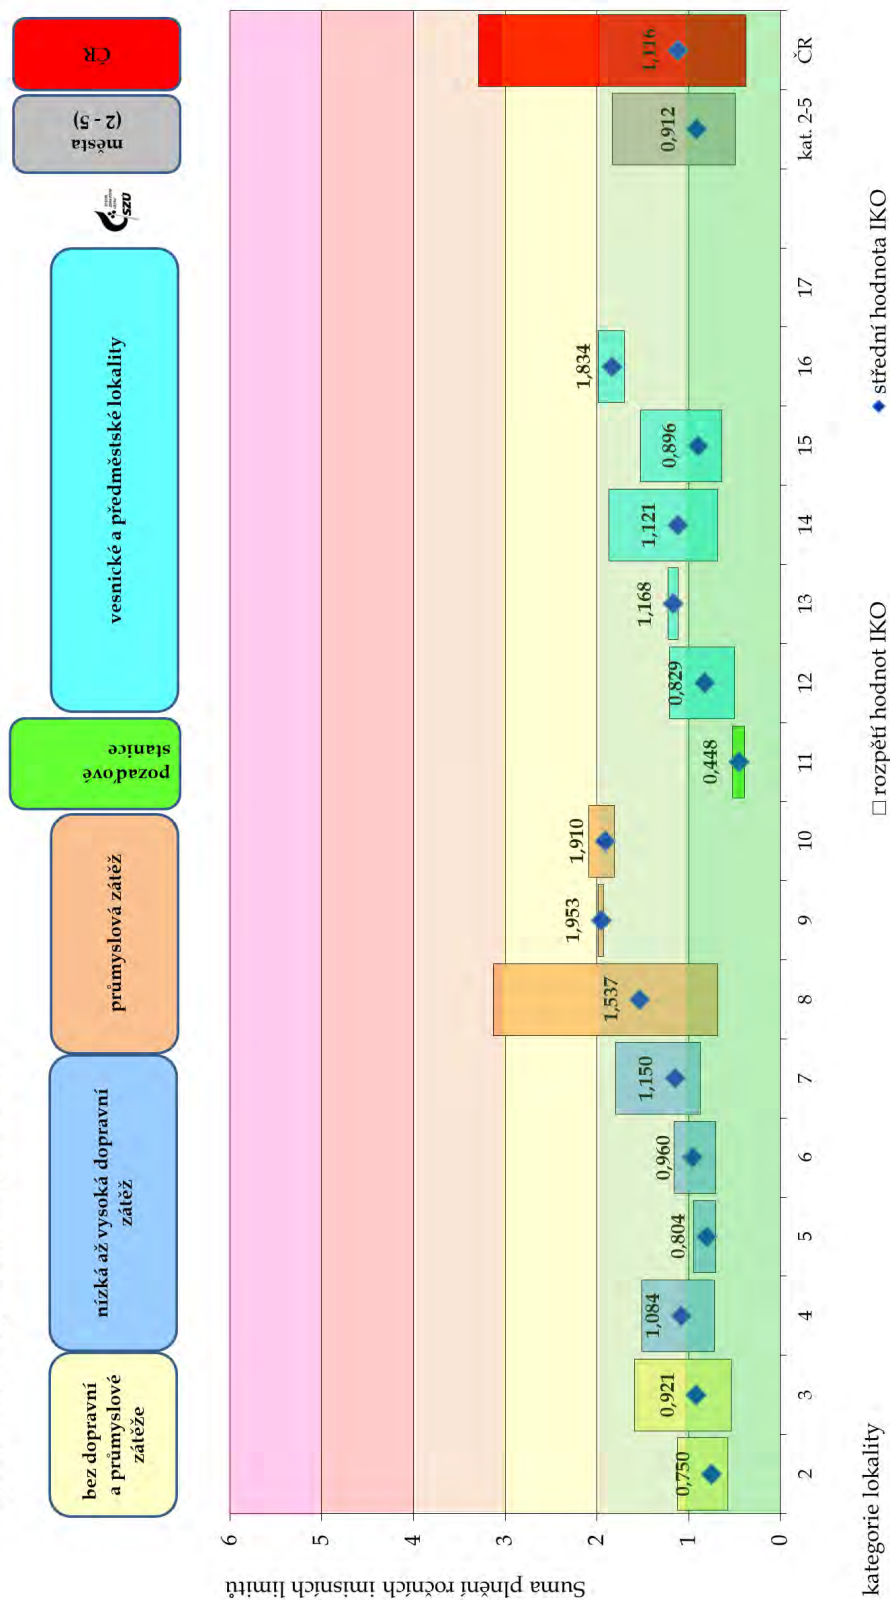 bez dopravní
a průmyslové
zátěže
nízká až vysoká dopravní
zátěž
průmyslová zátěž
pozaďové
stanice
vesnické a předměstské lokality
SZÚ
města
(2 - 5)
ČR
Suma plnění ročních imisních limitů
6
5
4
3
2
1
0
0,750
0,921
1,084
0,804
0,960
1,150
1,537
1,953
1,910
0,448
0,829
1,168
1,121
0,896
1,834
0,912
1,116
2 3 4 5 6 7 8 9 10 11 12 13 14 15 16 17 kat. 2-5 ČR
kategorie lokality
rozpětí hodnot IKO
střední hodnota IKO